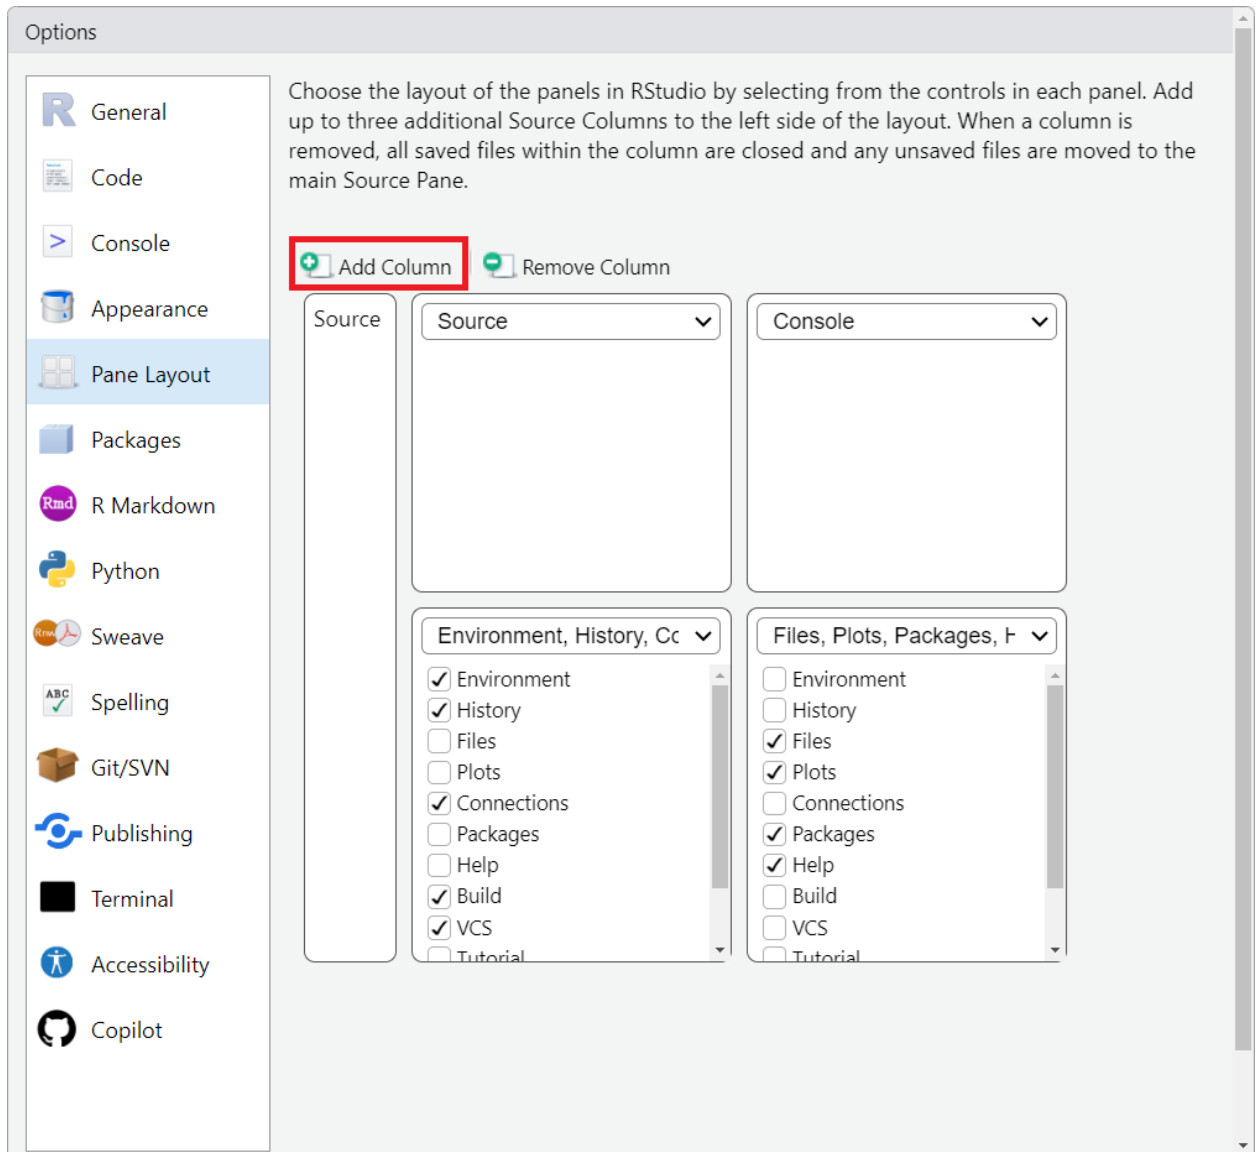 Options
General
Code
Console
Appearance
Pane Layout
Packages
Rmd
R Markdown
Python
Rnw
Sweave
ABC
Spelling
Git/SVN
Publishing
Terminal
Accessibility
Copilot
Choose the layout of the panels in RStudio by selecting from the controls in each panel. Add
up to three additional Source Columns to the left side of the layout. When a column is
removed, all saved files within the column are closed and any unsaved files are moved to the
main Source Pane.
Add Column
Remove Column
Source
Source
Console
Environment, History, Cc
Environment
History
Files
Plots
Connections
Packages
Help
Build
VCS
Tutorial
Files, Plots, Packages, H
Environment
History
Files
Plots
Connections
Packages
Help
Build
VCS
Tutorial